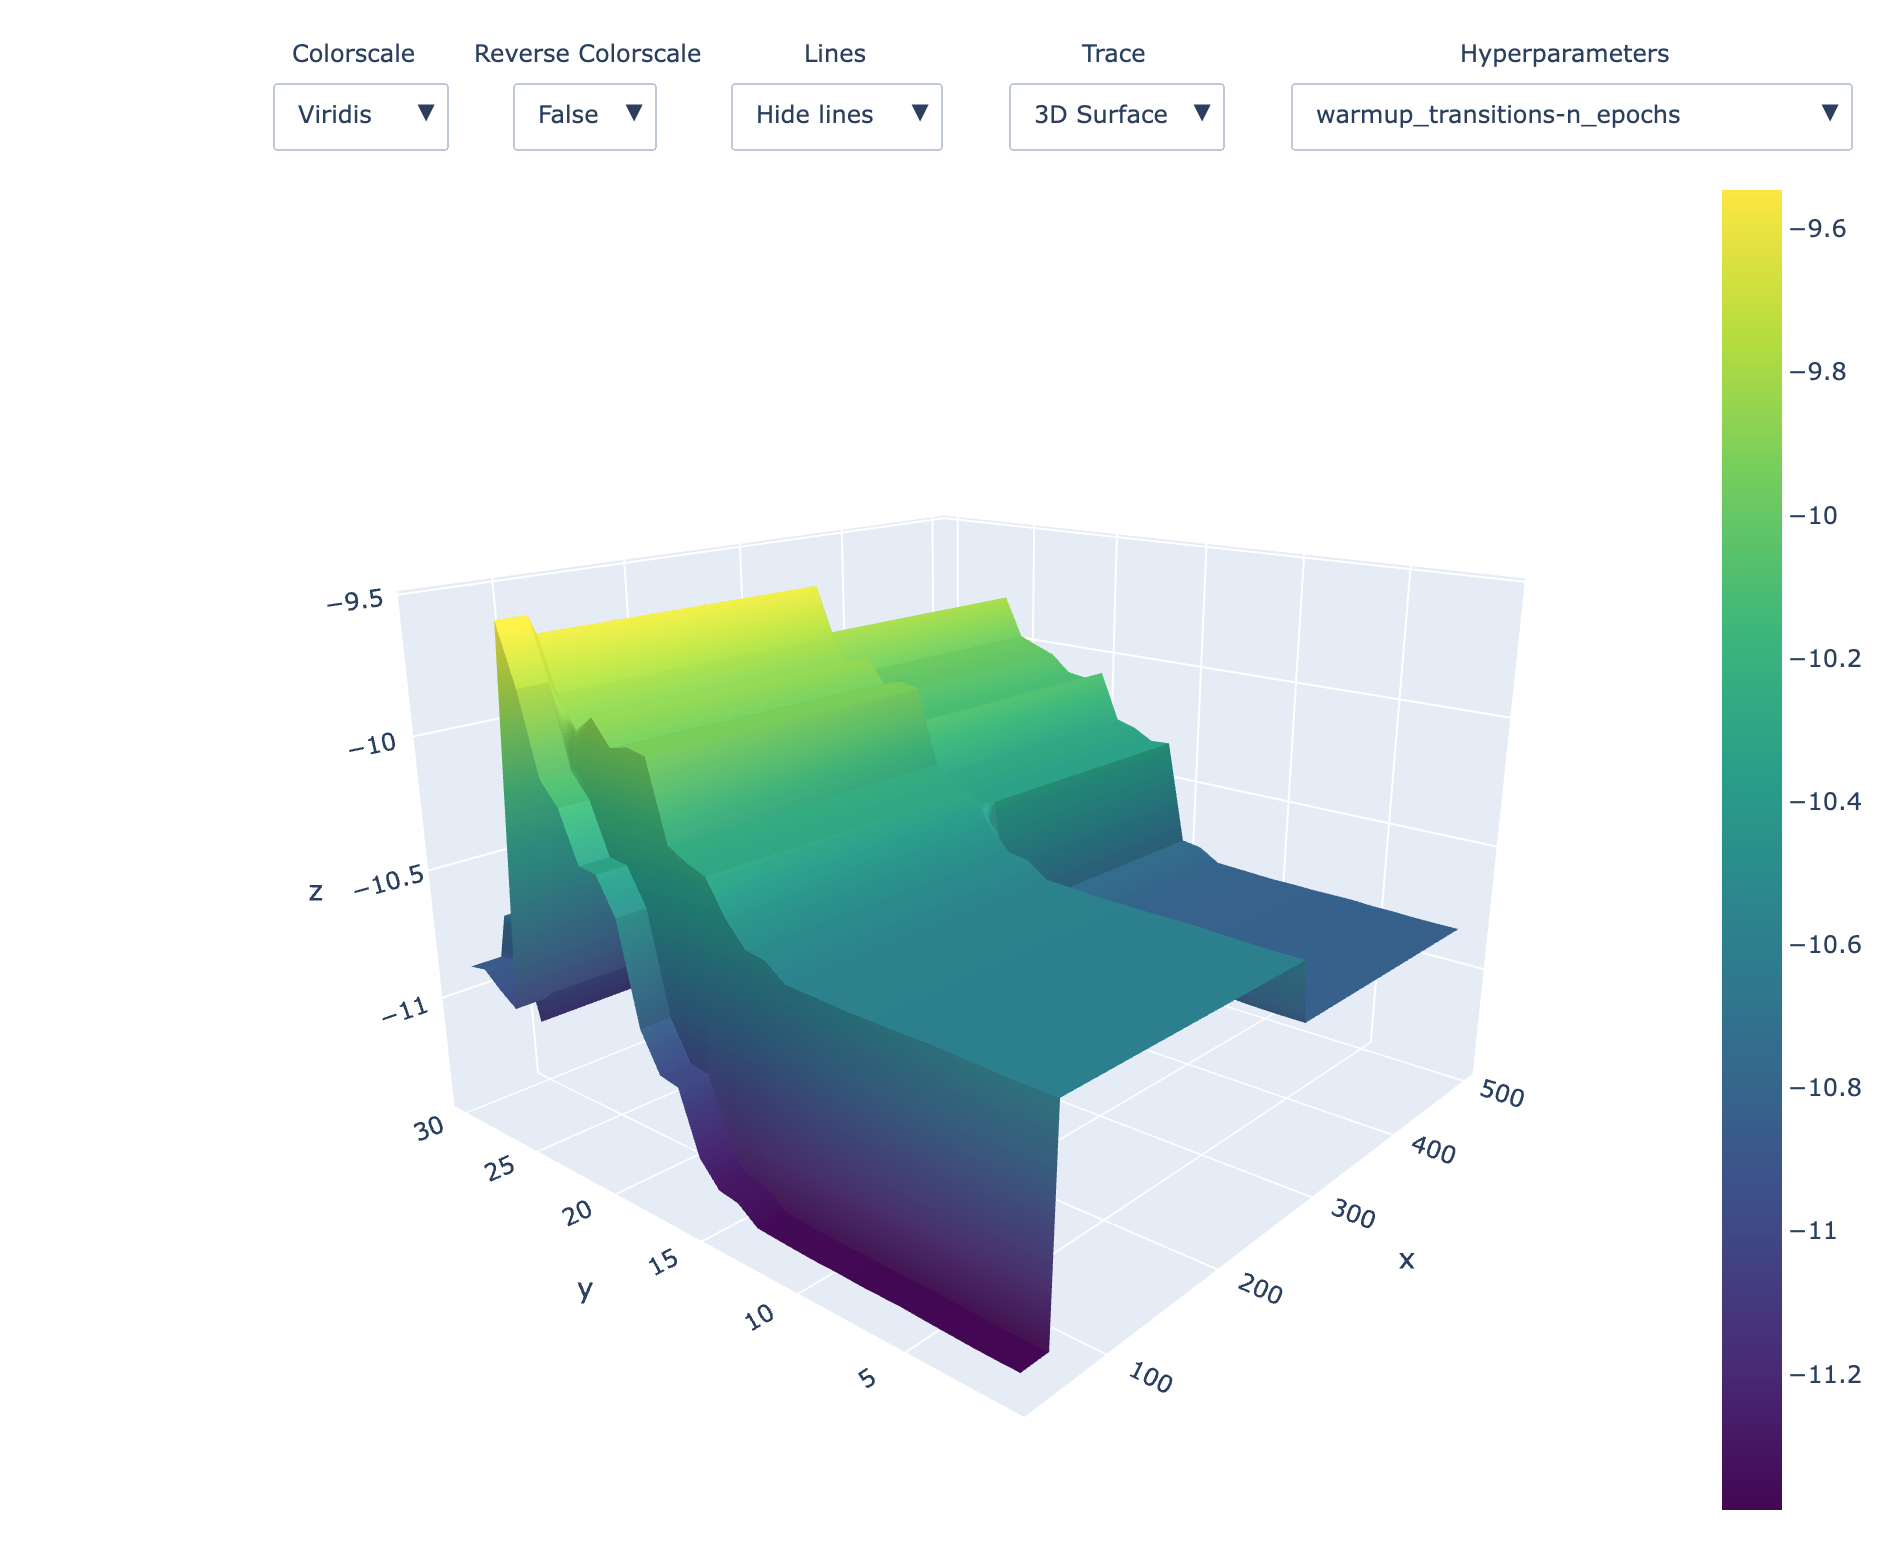 Colorscale
Reverse Colorscale
Lines
Trace
Hyperparameters
Viridis ▼
False ▼
Hide lines ▼
3D Surface ▼
warmup_transitions-n_epochs ▼
−9.6
−9.8
−10
−10.2
−10.4
−10.6
−10.8
−11
−11.2
−9.5
−10
−10.5
−11
z
30
25
20
15
10
5
y
100
200
300
400
500
x